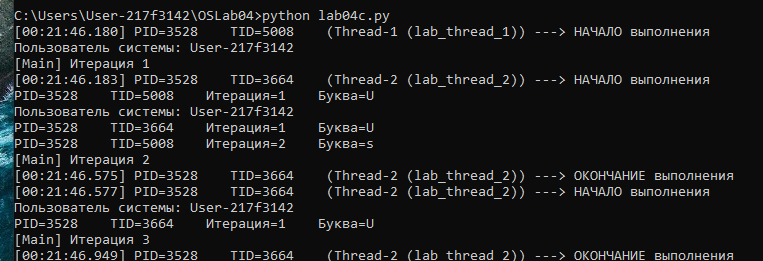 C:\Users\User-217f3142\OSLab04>python lab04c.py
[00:21:46.180] PID=3528    TID=5008    (Thread-1 (lab_thread_1)) ---> НАЧАЛО выполнения
Пользователь системы: User-217f3142
[Main] Итерация 1
[00:21:46.183] PID=3528    TID=3664    (Thread-2 (lab_thread_2)) ---> НАЧАЛО выполнения
PID=3528    TID=5008    Итерация=1    Буква=U
Пользователь системы: User-217f3142
PID=3528    TID=3664    Итерация=1    Буква=U
PID=3528    TID=5008    Итерация=2    Буква=s
[Main] Итерация 2
[00:21:46.575] PID=3528    TID=3664    (Thread-2 (lab_thread_2)) ---> ОКОНЧАНИЕ выполнения
[00:21:46.577] PID=3528    TID=3664    (Thread-2 (lab_thread_2)) ---> НАЧАЛО выполнения
Пользователь системы: User-217f3142
PID=3528    TID=3664    Итерация=1    Буква=U
[Main] Итерация 3
[00:21:46.949] PID=3528    TID=3664    (Thread-2 (lab_thread_2)) ---> ОКОНЧАНИЕ выполнения